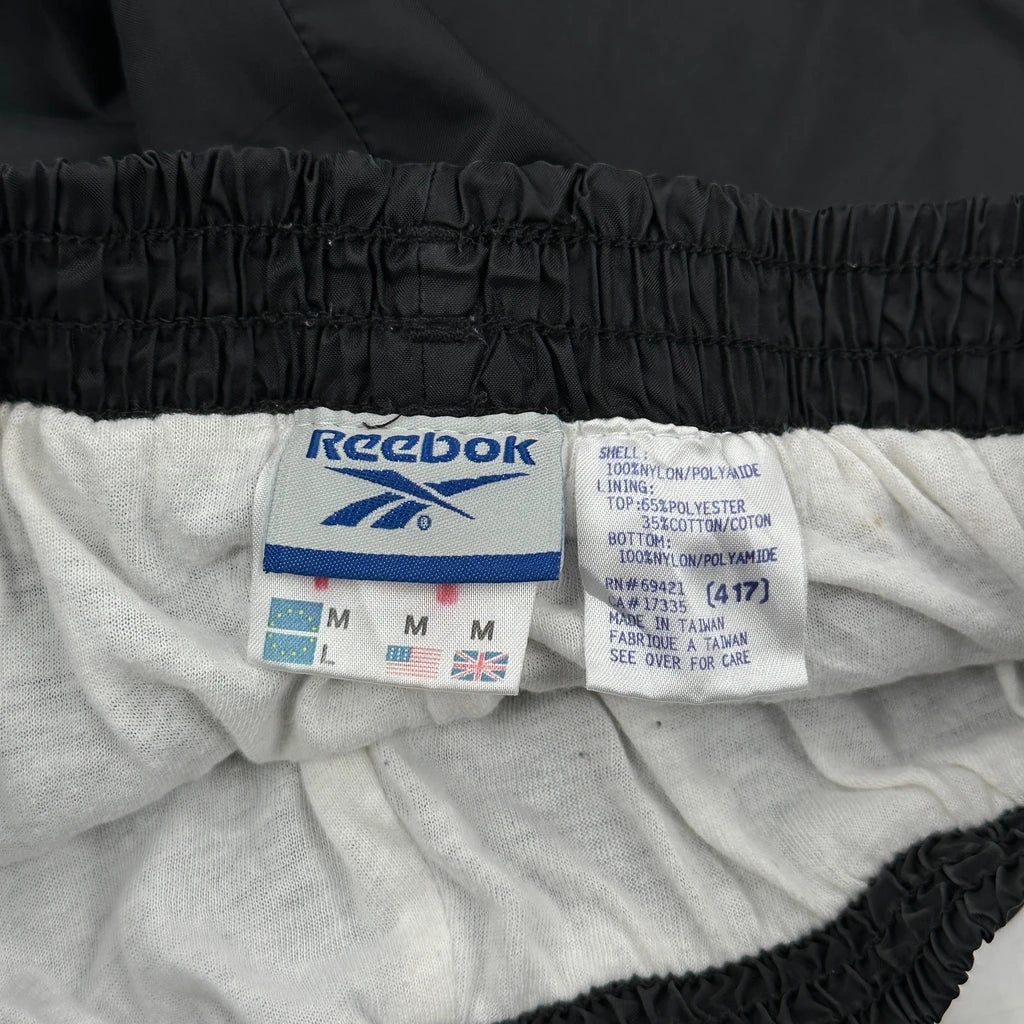 Reebok
®
M
L
M
M
SHELL:
100%NYLON/POLYAMIDE
LINING:
TOP:65%POLYESTER
35%COTTON/COTON
BOTTOM:
100%NYLON/POLYAMIDE
RN#69421 (417)
CA#17335
MADE IN TAIWAN
FABRIQUE A TAIWAN
SEE OVER FOR CARE